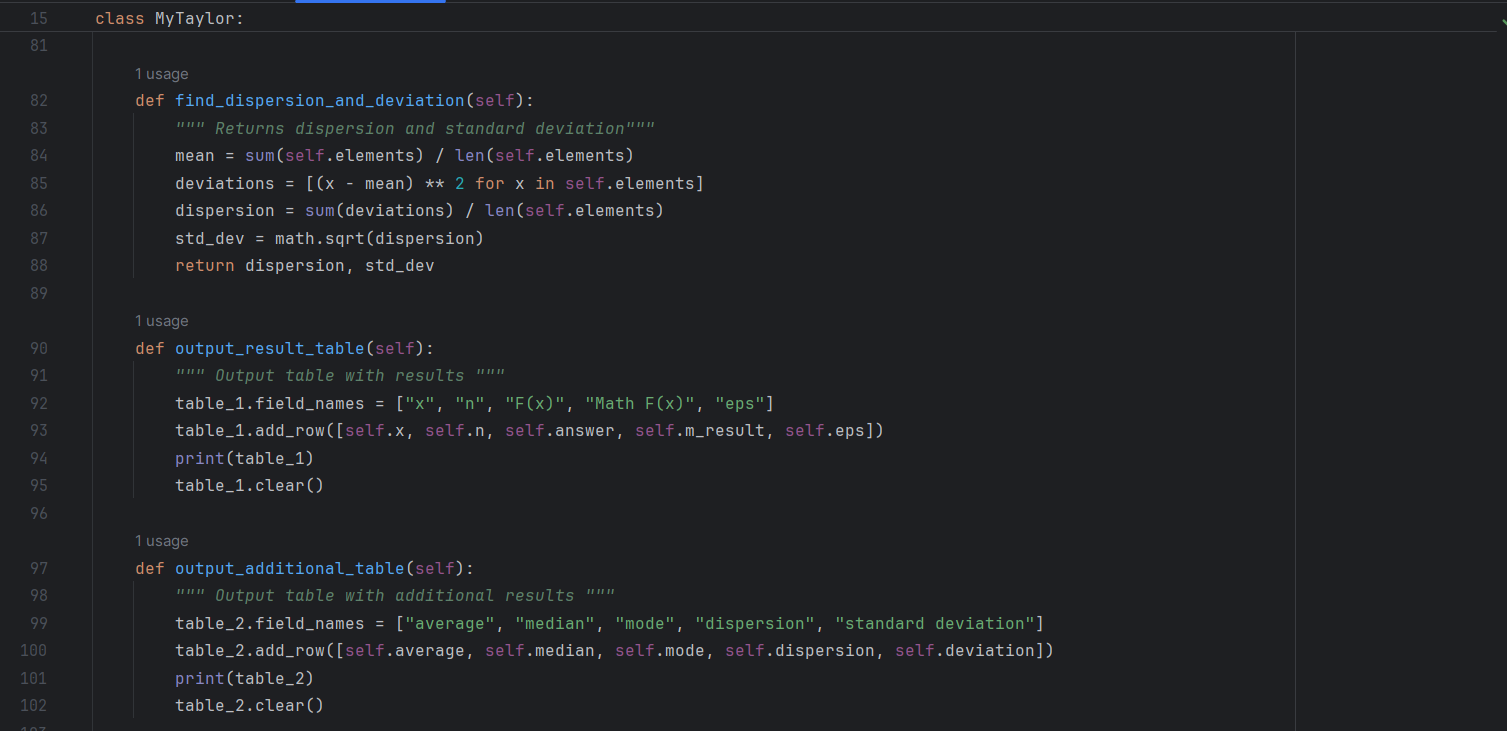 15 class MyTaylor:
81
1 usage
82 def find_dispersion_and_deviation(self):
83 """ Returns dispersion and standard deviation"""
84 mean = sum(self.elements) / len(self.elements)
85 deviations = [(x - mean) ** 2 for x in self.elements]
86 dispersion = sum(deviations) / len(self.elements)
87 std_dev = math.sqrt(dispersion)
88 return dispersion, std_dev
89
1 usage
90 def output_result_table(self):
91 """ Output table with results """
92 table_1.field_names = ["x", "n", "F(x)", "Math F(x)", "eps"]
93 table_1.add_row([self.x, self.n, self.answer, self.m_result, self.eps])
94 print(table_1)
95 table_1.clear()
96
1 usage
97 def output_additional_table(self):
98 """ Output table with additional results """
99 table_2.field_names = ["average", "median", "mode", "dispersion", "standard deviation"]
100 table_2.add_row([self.average, self.median, self.mode, self.dispersion, self.deviation])
101 print(table_2)
102 table_2.clear()